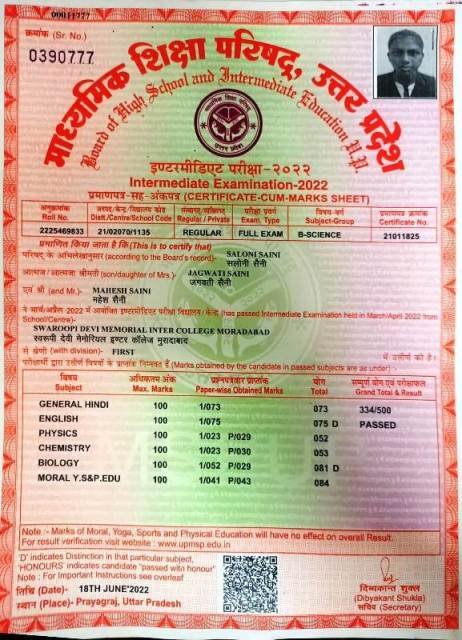 00011777
क्रमांक (Sr. No.)
0390777
माध्यमिक शिक्षा परिषद्, उत्तर प्रदेश
Board of High School and Intermediate Education U.P.
इण्टरमीडिएट परीक्षा-२०२२
Intermediate Examination-2022
प्रमाणपत्र-सह-अंकपत्र (CERTIFICATE-CUM-MARKS SHEET)
अनुक्रमांक जनपद/केन्द्र/विद्यालय कोड संस्थागत/व्यक्तिगत परीक्षा प्रकार विषय-वर्ग प्रमाणपत्र क्रमांक
Roll No. Distt./Centre/School Code Regular / Private Exam. Type Subject-Group Certificate No.
2225469833 21/02070/1135 REGULAR FULL EXAM B-SCIENCE 21011825
प्रमाणित किया जाता है कि (This is to certify that)
परिषद् के अभिलेखानुसार (according to the Board's record)- SALONI SAINI
सलोनी सैनी
आत्मज/आत्मजा श्रीमती (son/daughter of Mrs.)- JAGWATI SAINI
जगवती सैनी
एवं श्री (and Mr.)- MAHESH SAINI
महेश सैनी
ने मार्च/अप्रैल 2022 में आयोजित इण्टरमीडिएट परीक्षा विद्यालय/केन्द्र (has passed Intermediate Examination held in March/April 2022 from
School/Centre)-
SWAROOPI DEVI MEMORIAL INTER COLLEGE MORADABAD
स्वरूपी देवी मेमोरियल इण्टर कॉलेज मुरादाबाद
से श्रेणी (with division)- FIRST में उत्तीर्ण की है।
परीक्षार्थी द्वारा उत्तीर्ण विषयों के प्राप्तांक निम्नवत हैं (Marks obtained by the candidate in passed subjects are as under)
विषय अधिकतम अंक प्रश्नपत्रवार प्राप्तांक योग सम्पूर्ण योग एवं परीक्षाफल
Subject Max. Marks Paper-wise Obtained Marks Total Grand Total & Result
GENERAL HINDI 100 1/073 073 334/500
ENGLISH 100 1/075 075 D PASSED
PHYSICS 100 1/023 P/029 052
CHEMISTRY 100 1/023 P/030 053
BIOLOGY 100 1/052 P/029 081 D
MORAL Y.S&P.EDU 100 1/041 P/043 084
Note :- Marks of Moral, Yoga, Sports and Physical Education will have no effect on overall Result.
For result verification visit website : www.upmsp.edu.in
'D' indicates Distinction in that particular subject,
'HONOURS' indicates candidate "passed with honour"
Note : For Important Instructions see overleaf
तिथि (Date)- 18TH JUNE'2022
स्थान (Place)- Prayagraj, Uttar Pradesh
दिव्यकान्त शुक्ल
(Dibyakant Shukla)
सचिव (Secretary)